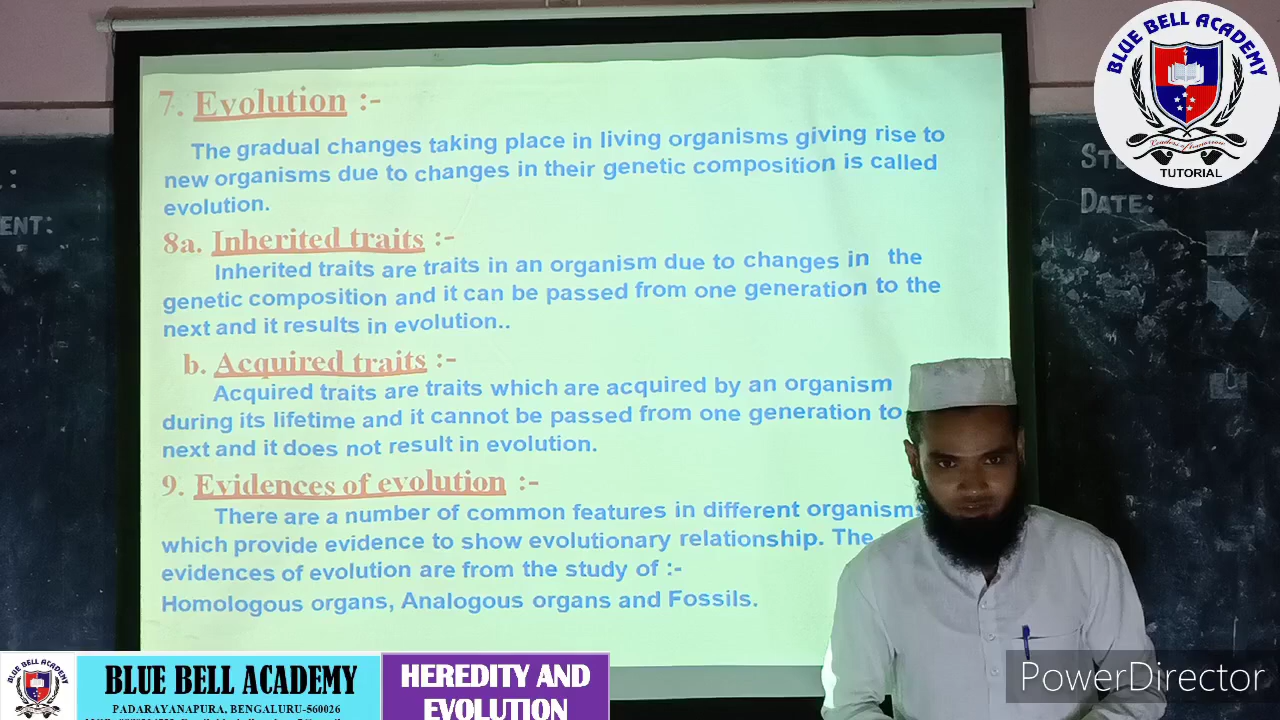 7. Evolution :-
The gradual changes taking place in living organisms giving rise to
new organisms due to changes in their genetic composition is called
evolution.
8a. Inherited traits :-
Inherited traits are traits in an organism due to changes in the
genetic composition and it can be passed from one generation to the
next and it results in evolution..
b. Acquired traits :-
Acquired traits are traits which are acquired by an organism
during its lifetime and it cannot be passed from one generation to
next and it does not result in evolution.
9. Evidences of evolution :-
There are a number of common features in different organisms
which provide evidence to show evolutionary relationship. The
evidences of evolution are from the study of :-
Homologous organs, Analogous organs and Fossils.
BLUE BELL ACADEMY
Leaders of tomorrow
TUTORIAL
DATE:
ENT:
BLUE BELL ACADEMY
BLUE BELL ACADEMY
PADARAYANAPURA, BENGALURU-560026
HEREDITY AND
EVOLUTION
PowerDirector